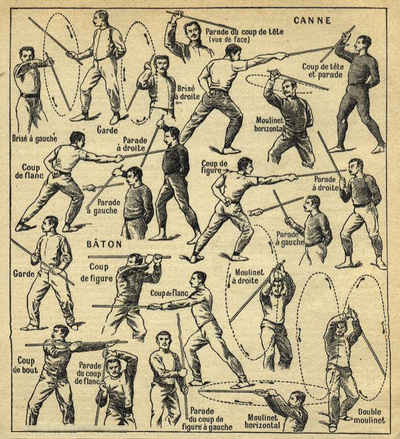 CANNE
Parade du coup de tête
(vue de face)
Coup de tête
et parade
Brisé
à droite
Brisé à gauche
Garde
Parade
à droite
Moulinet
horizontal
Coup
de flanc
Parade
à gauche
Coup de
figure
Parade
à droite
Parade
à gauche
BÂTON
Garde
Coup
de figure
Coup de flanc
Moulinet
à droite
Coup
de bout
Parade
du coup
de flanc
Parade
du coup de
figure à gauche
Moulinet
horizontal
Double
moulinet